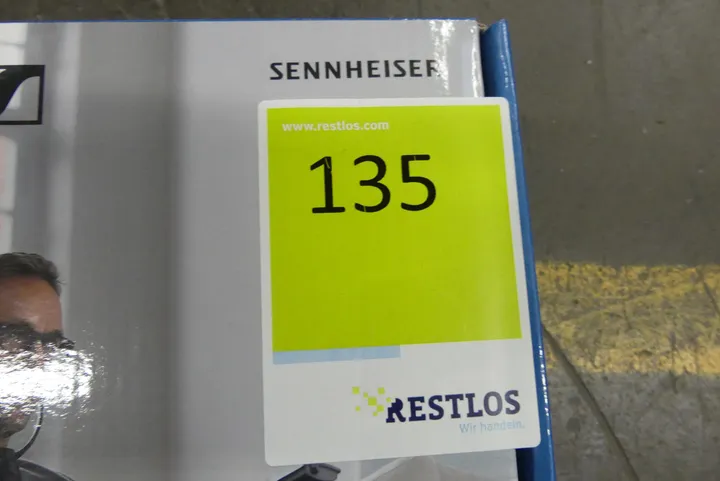 SENNHEISER
www.restlos.com
135
RESTLOS
Wir handeln.